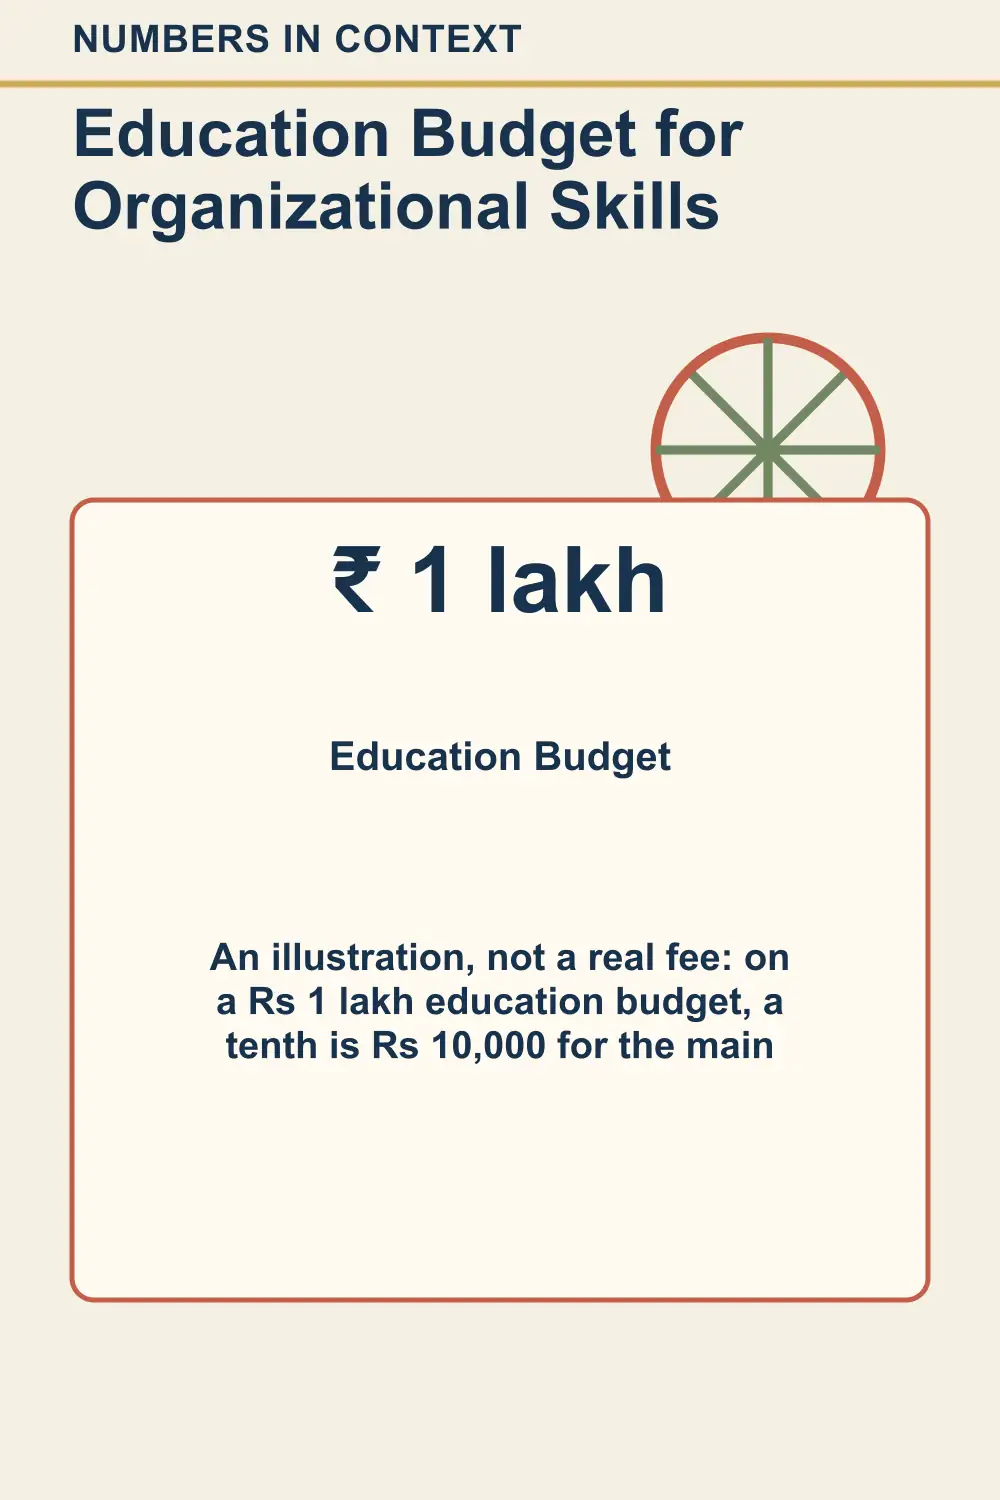 NUMBERS IN CONTEXT
Education Budget for
Organizational Skills
₹ 1 lakh
Education Budget
An illustration, not a real fee: on
a Rs 1 lakh education budget, a
tenth is Rs 10,000 for the main